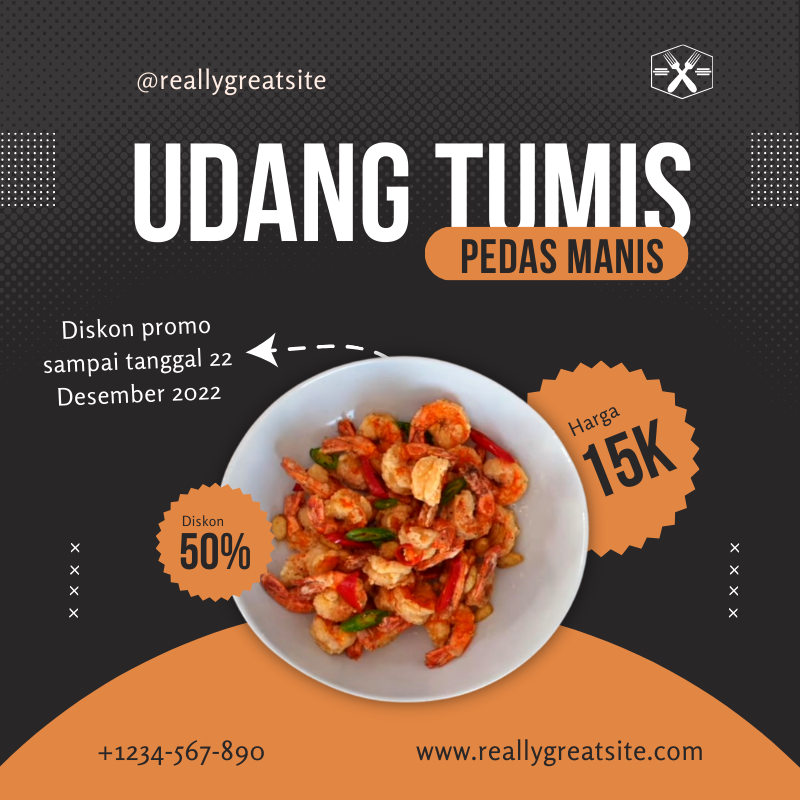 @reallygreatsite
UDANG TUMIS
PEDAS MANIS
Diskon promo
sampai tanggal 22
Desember 2022
Harga
15K
Diskon
50%
+1234-567-890
www.reallygreatsite.com